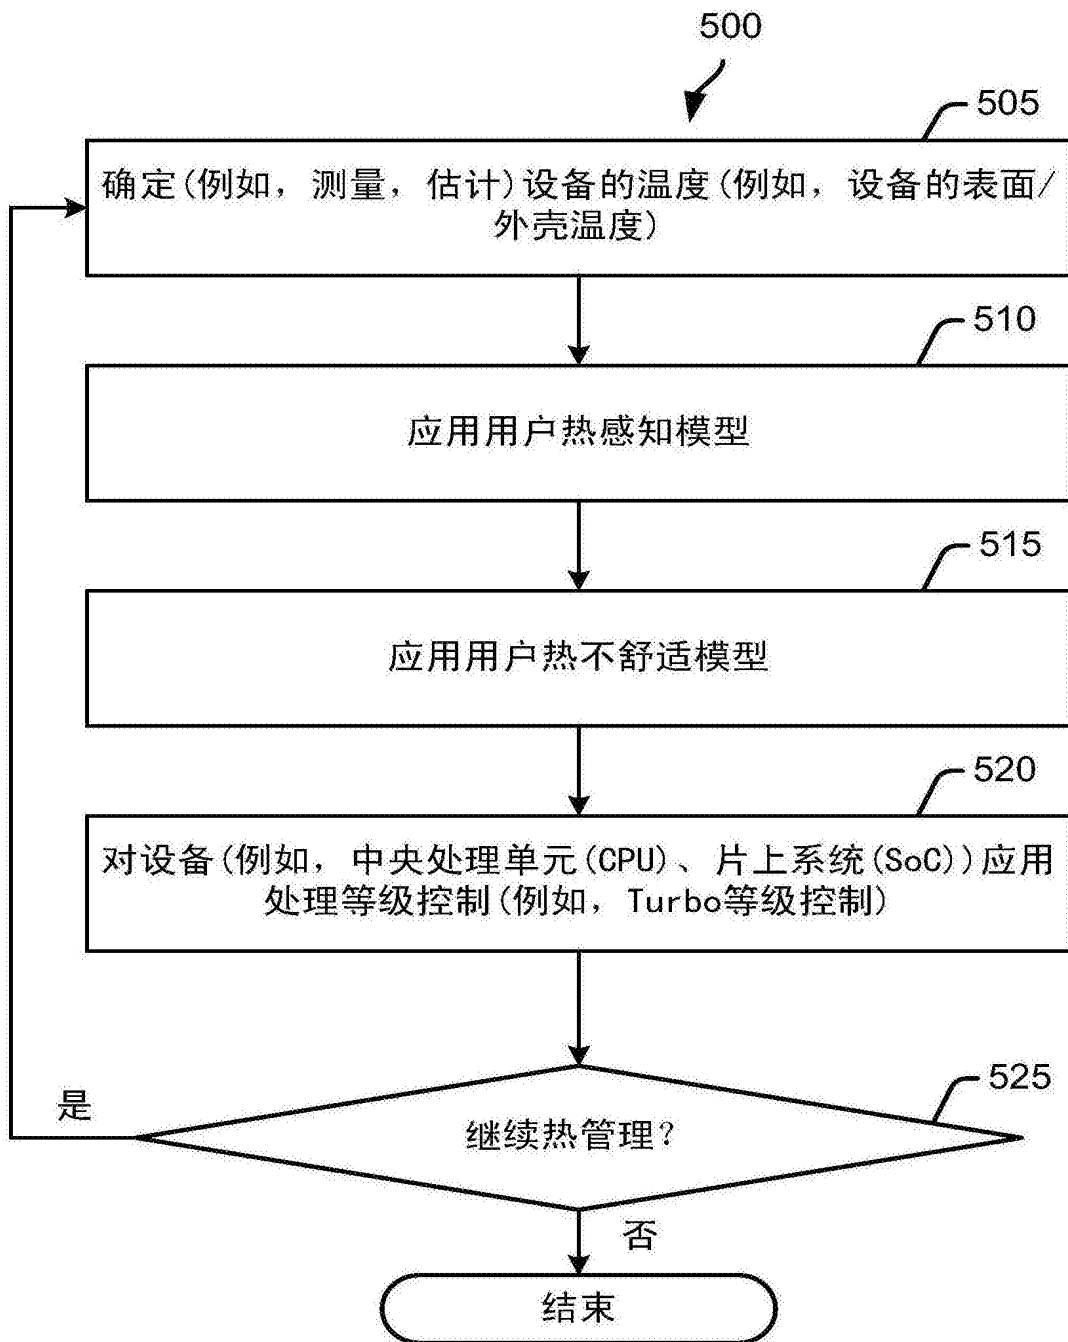 500
505
确定(例如，测量，估计)设备的温度(例如，设备的表面/
外壳温度)
510
应用用户热感知模型
515
应用用户热不舒适模型
520
对设备(例如，中央处理单元(CPU)、片上系统(SoC))应用
处理等级控制(例如，Turbo等级控制)
525
继续热管理？
是
否
结束